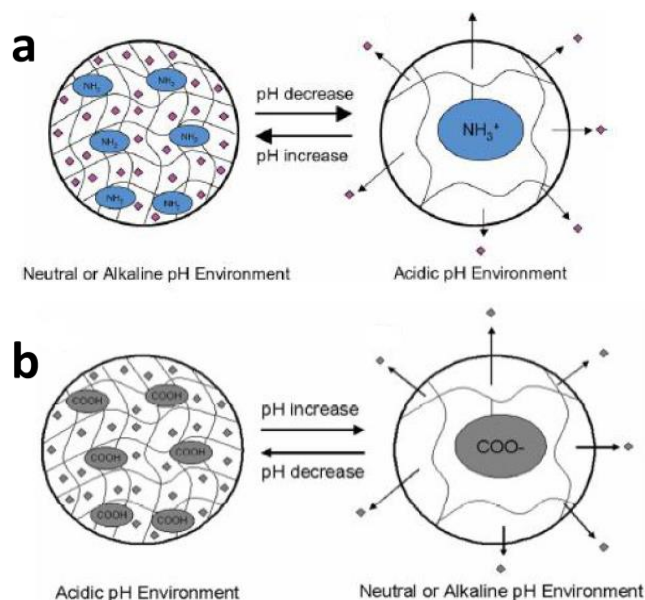 a
NH₂
NH₂
NH₂
NH₂
NH₂
NH₂
pH decrease
pH increase
NH₃⁺
Neutral or Alkaline pH Environment
Acidic pH Environment
b
COOH
COOH
COOH
COOH
COOH
COOH
pH increase
pH decrease
COO-
Acidic pH Environment
Neutral or Alkaline pH Environment